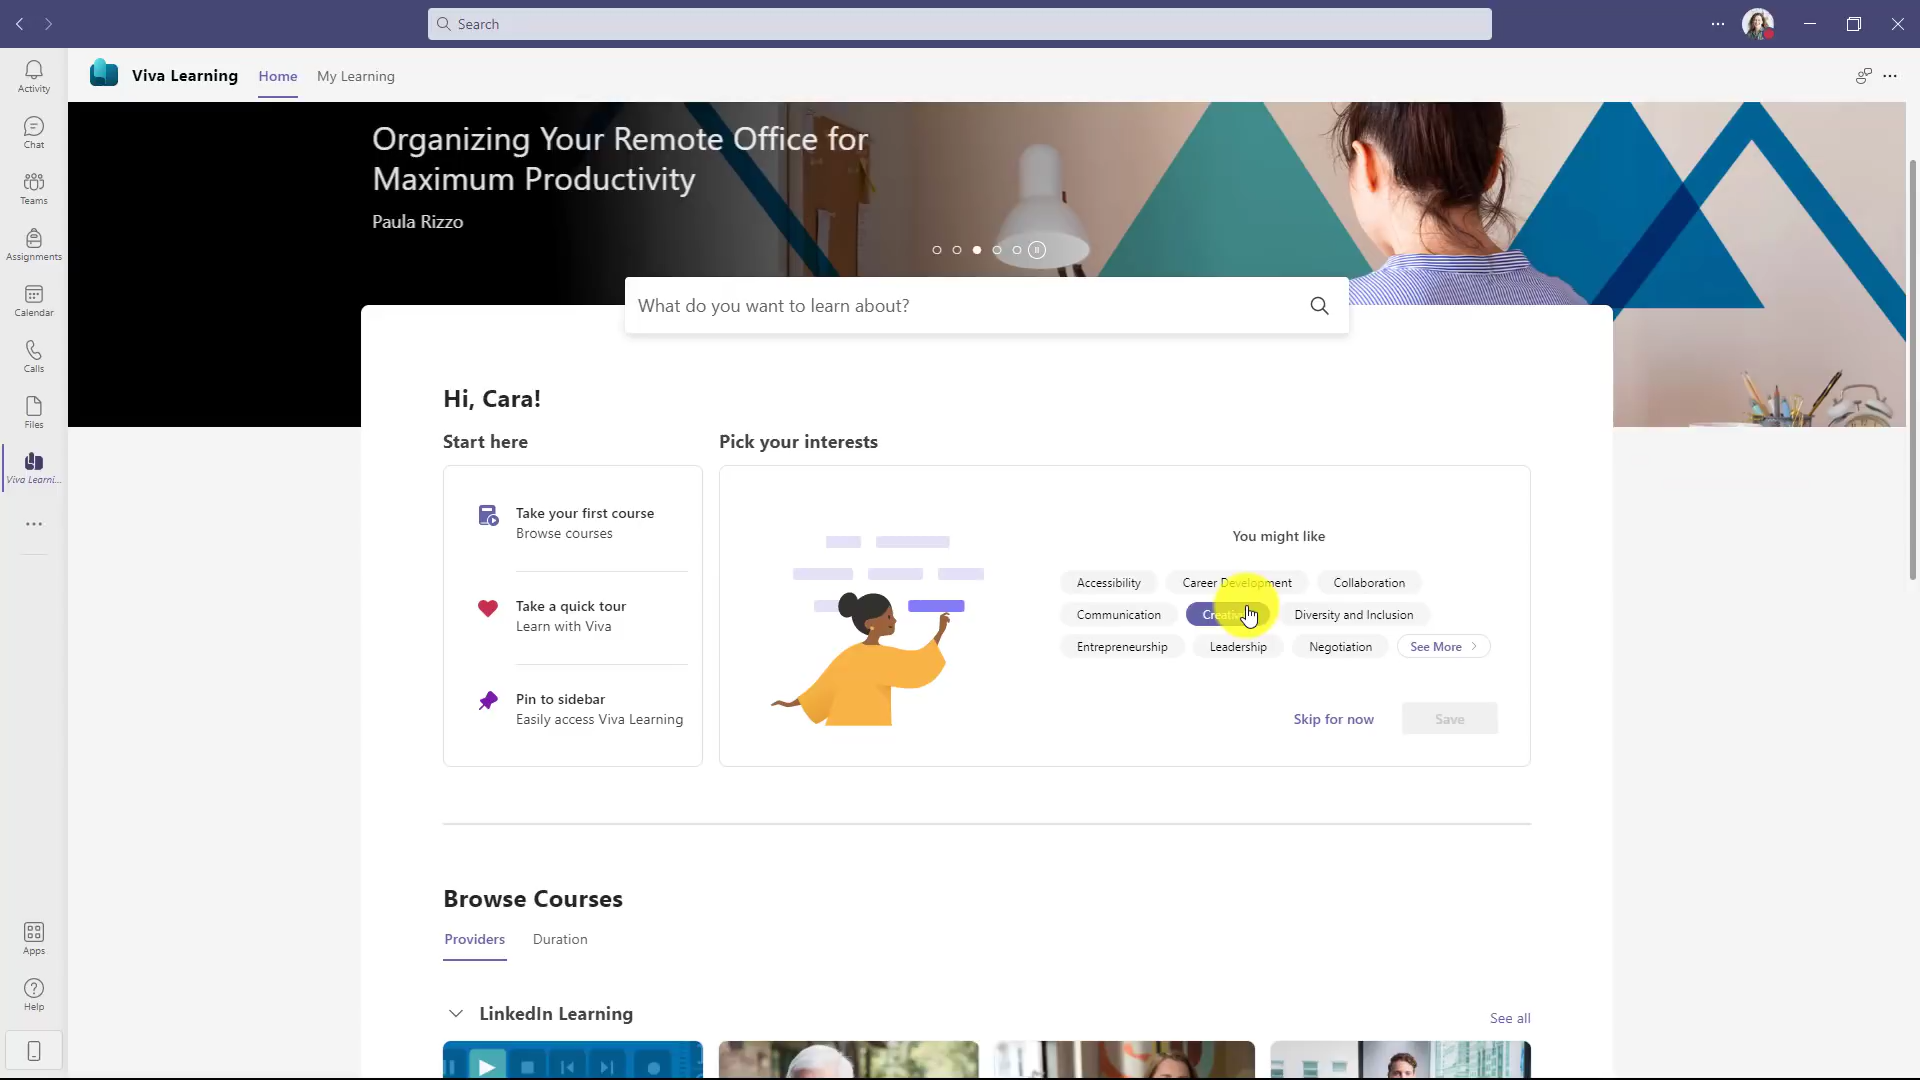 Search
Activity
Chat
Teams
Assignments
Calendar
Calls
Files
Viva Learni...
Apps
Help
Viva Learning
Home
My Learning
Organizing Your Remote Office for
Maximum Productivity
Paula Rizzo
What do you want to learn about?
Hi, Cara!
Start here
Take your first course
Browse courses
Take a quick tour
Learn with Viva
Pin to sidebar
Easily access Viva Learning
Pick your interests
You might like
Accessibility
Career Development
Collaboration
Communication
Diversity and Inclusion
Entrepreneurship
Leadership
Negotiation
See More
Skip for now
Save
Browse Courses
Providers
Duration
LinkedIn Learning
See all